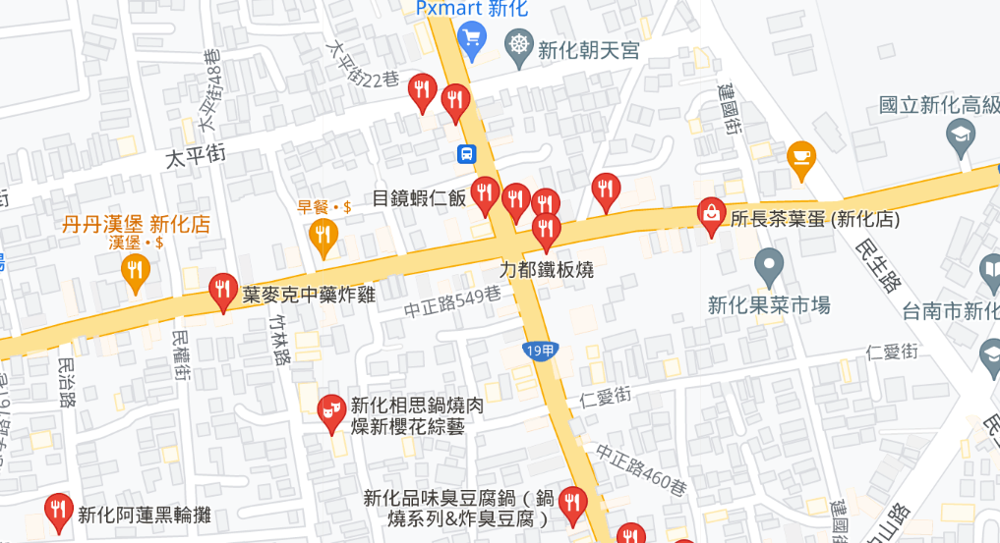 Pxmart 新化
新化朝天宮
太平街22巷
太平街48巷
建國街
國立新化高級
太平街
街
目鏡蝦仁飯
早餐 • $
丹丹漢堡 新化店
漢堡 • $
所長茶葉蛋 (新化店)
民生路
力都鐵板燒
葉麥克中藥炸雞
中正路549巷
新化果菜市場
台南市新化
竹林路
民權街
19甲
仁愛街
民治路
仁愛街
新化相思鍋燒肉
燥新櫻花綜藝
中正路460巷
新化品味臭豆腐鍋（鍋
燒系列&炸臭豆腐）
新化阿蓮黑輪攤
建國街
中山路